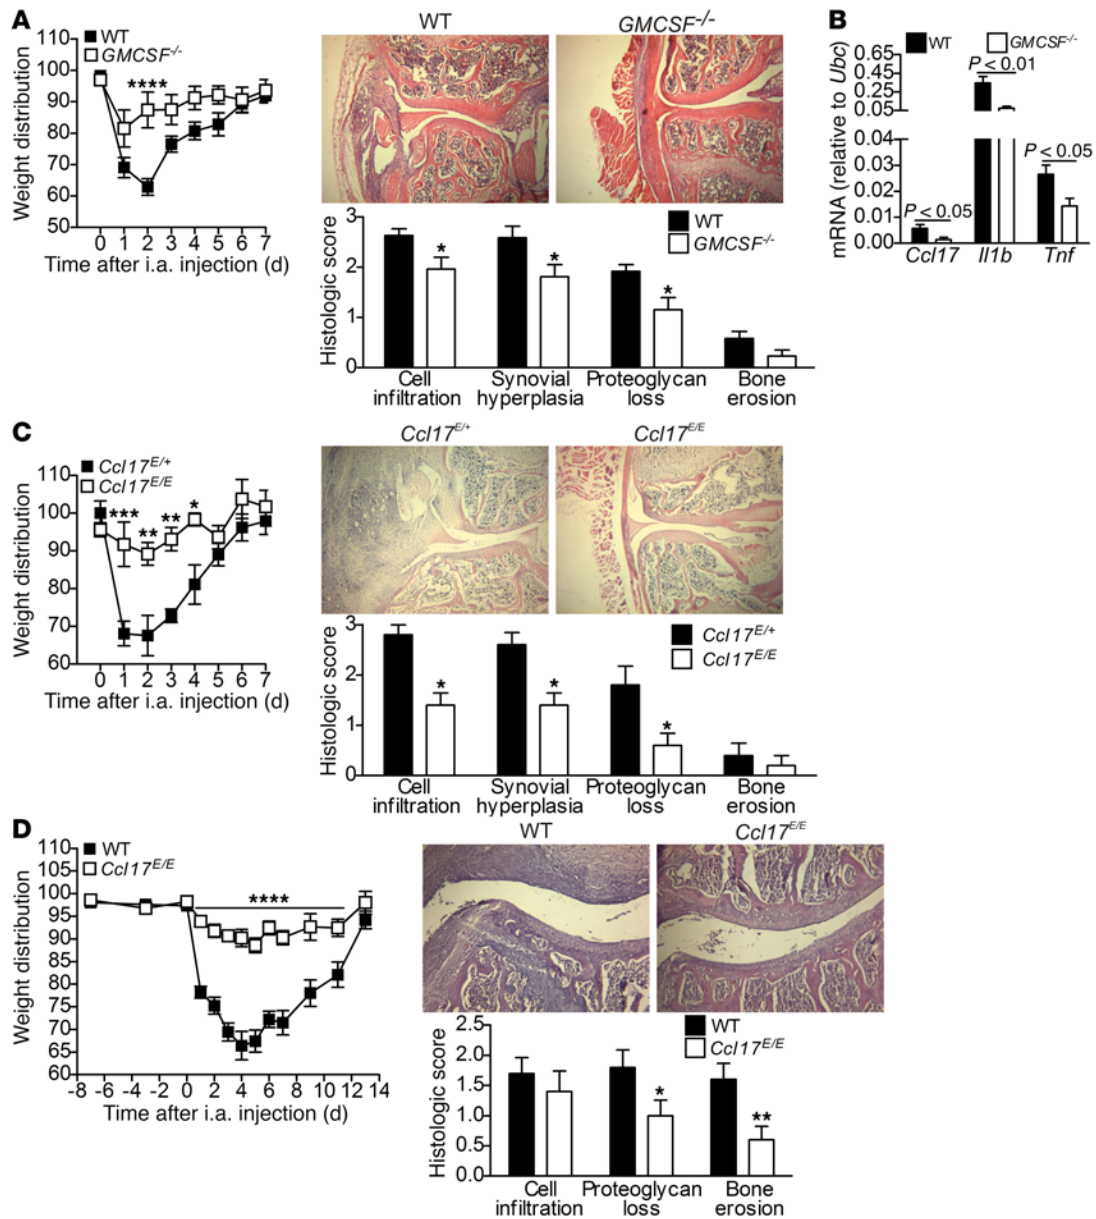 A
WT
GMCSF-/-
110
100
90
80
70
60
50
Weight distribution
****
0 1 2 3 4 5 6 7
Time after i.a. injection (d)
WT
GMCSF-/-
3
2
1
0
Histologic score
WT
GMCSF-/-
*
*
*
Cell infiltration
Synovial hyperplasia
Proteoglycan loss
Bone erosion
B
WT
GMCSF-/-
mRNA (relative to Ubc)
0.65
0.45
0.25
0.05
0.04
0.03
0.02
0.01
0.00
P < 0.01
P < 0.05
P < 0.05
Ccl17 Il1b Tnf
C
Ccl17E/+
Ccl17E/E
110
100
90
80
70
60
Weight distribution
***
**
**
*
0 1 2 3 4 5 6 7
Time after i.a. injection (d)
Ccl17E/+
Ccl17E/E
3
2
1
0
Histologic score
Ccl17E/+
Ccl17E/E
*
*
*
Cell infiltration
Synovial hyperplasia
Proteoglycan loss
Bone erosion
D
WT
Ccl17E/E
110
105
100
95
90
85
80
75
70
65
60
Weight distribution
****
-8 -6 -4 -2 0 2 4 6 8 10 12 14
Time after i.a. injection (d)
WT
Ccl17E/E
2.5
2.0
1.5
1.0
0.5
0.0
Histologic score
WT
Ccl17E/E
*
**
Cell infiltration
Proteoglycan loss
Bone erosion